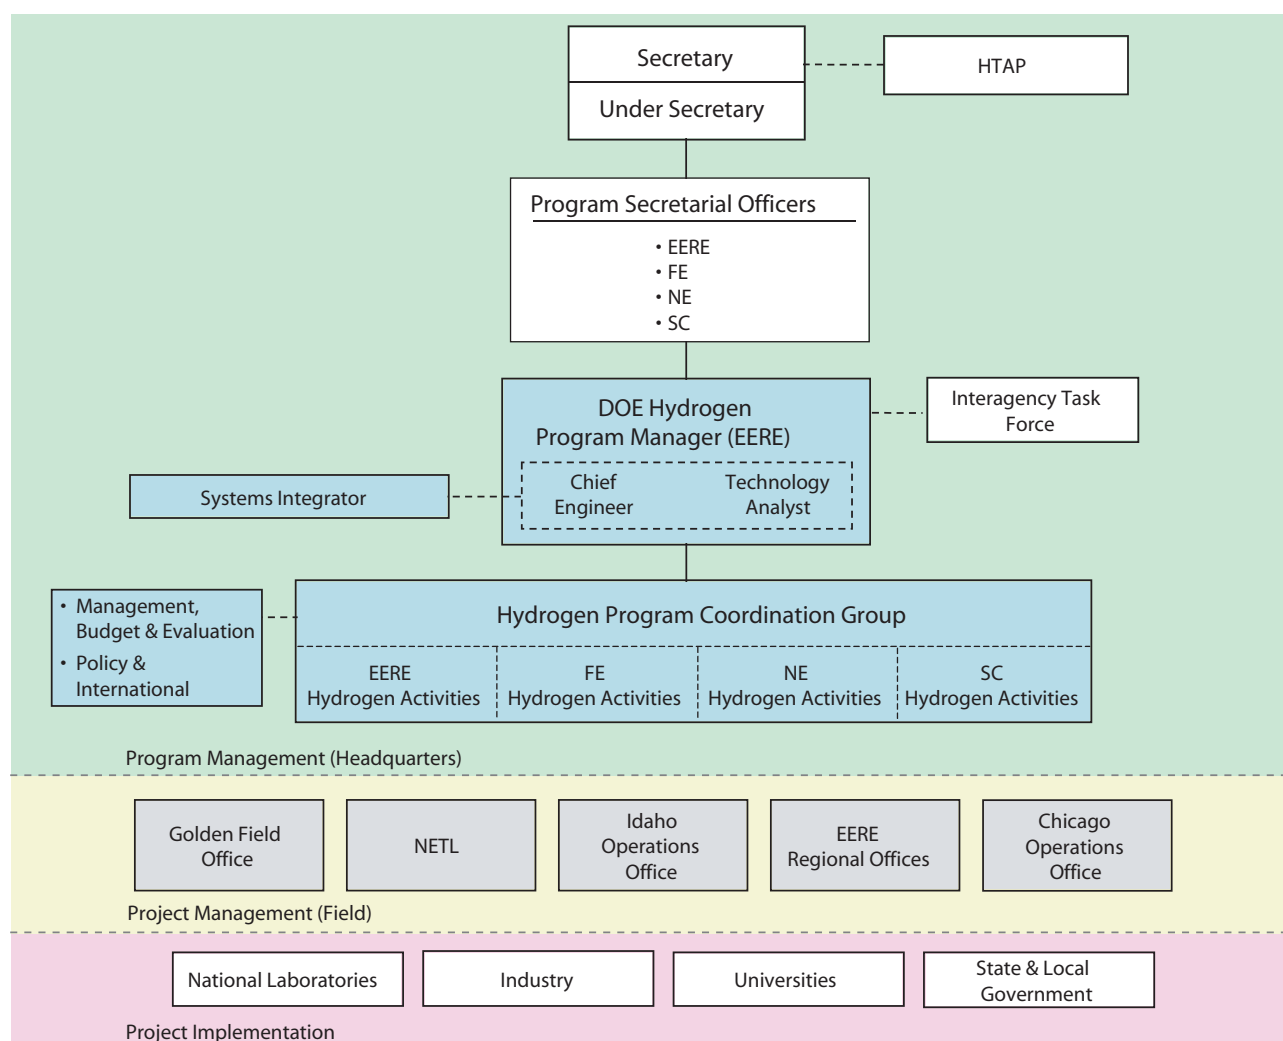 Secretary
HTAP
Under Secretary
Program Secretarial Officers
• EERE
• FE
• NE
• SC
DOE Hydrogen
Program Manager (EERE)
Interagency Task
Force
Chief
Engineer
Technology
Analyst
Systems Integrator
• Management,
Budget & Evaluation
• Policy &
International
Hydrogen Program Coordination Group
EERE
Hydrogen Activities
FE
Hydrogen Activities
NE
Hydrogen Activities
SC
Hydrogen Activities
Program Management (Headquarters)
Golden Field
Office
NETL
Idaho
Operations
Office
EERE
Regional Offices
Chicago
Operations
Office
Project Management (Field)
National Laboratories
Industry
Universities
State & Local
Government
Project Implementation